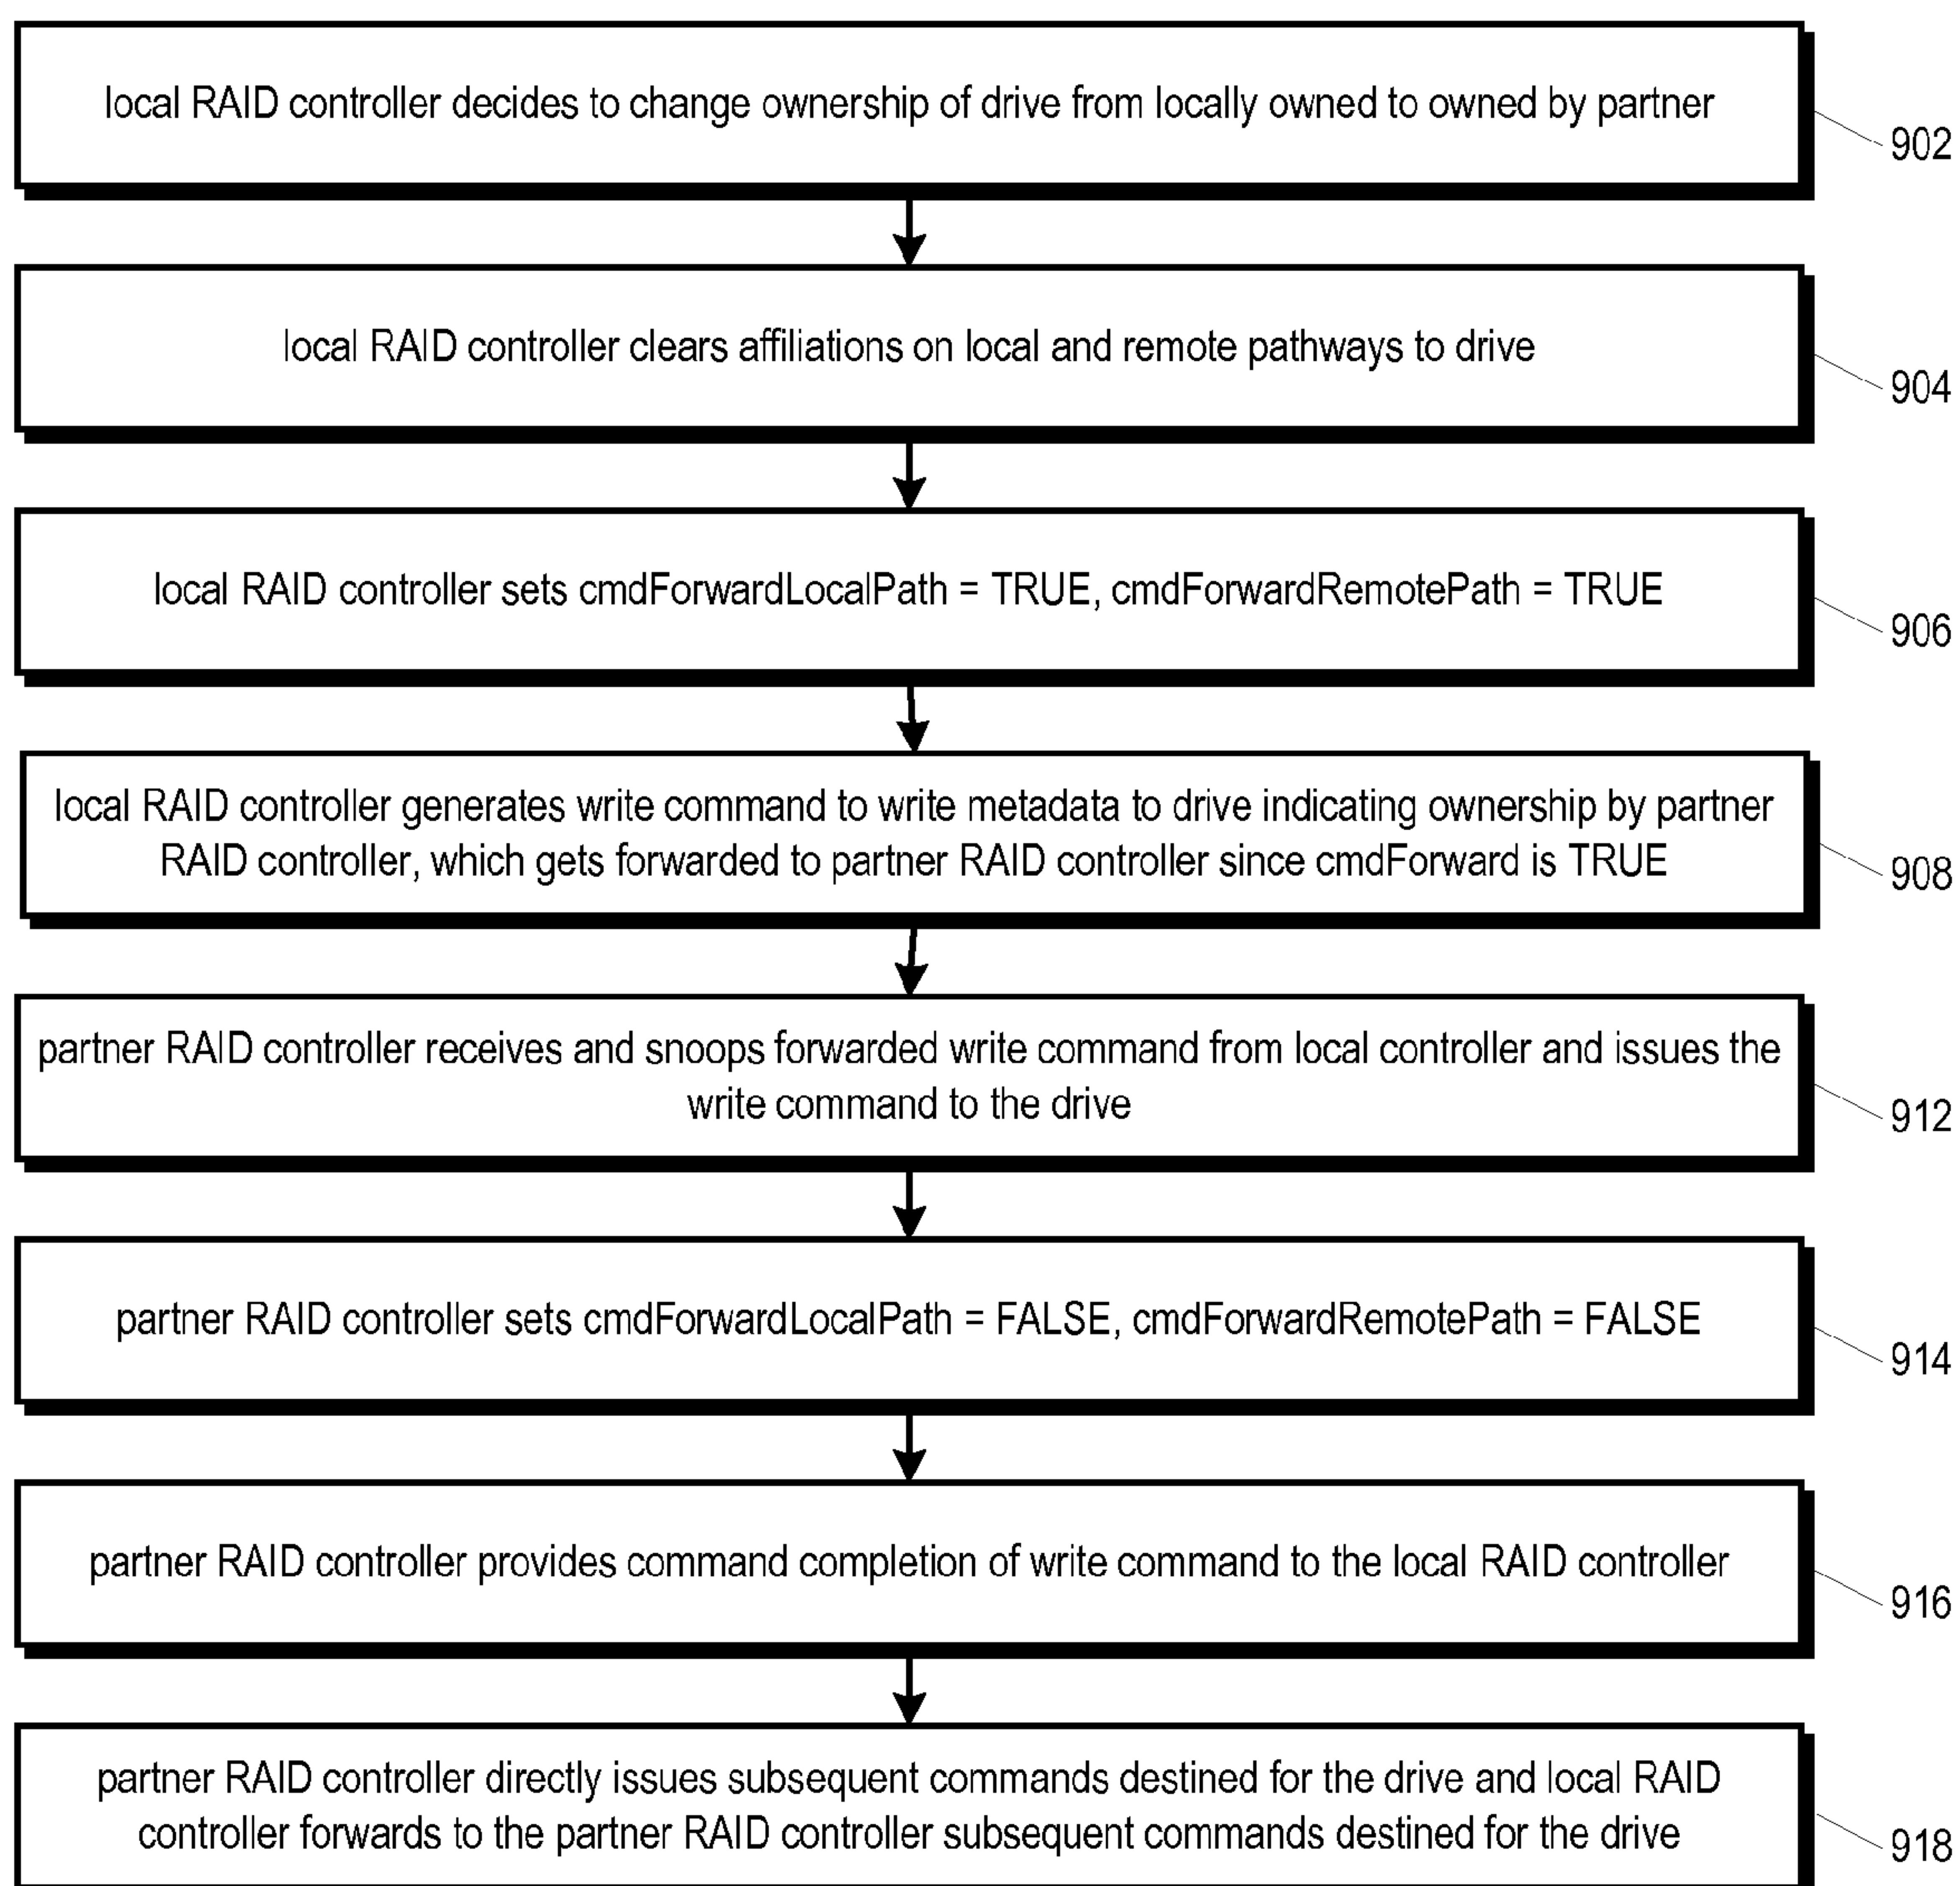 local RAID controller decides to change ownership of drive from locally owned to owned by partner
902
local RAID controller clears affiliations on local and remote pathways to drive
904
local RAID controller sets cmdForwardLocalPath = TRUE, cmdForwardRemotePath = TRUE
906
local RAID controller generates write command to write metadata to drive indicating ownership by partner
RAID controller, which gets forwarded to partner RAID controller since cmdForward is TRUE
908
partner RAID controller receives and snoops forwarded write command from local controller and issues the
write command to the drive
912
partner RAID controller sets cmdForwardLocalPath = FALSE, cmdForwardRemotePath = FALSE
914
partner RAID controller provides command completion of write command to the local RAID controller
916
partner RAID controller directly issues subsequent commands destined for the drive and local RAID
controller forwards to the partner RAID controller subsequent commands destined for the drive
918